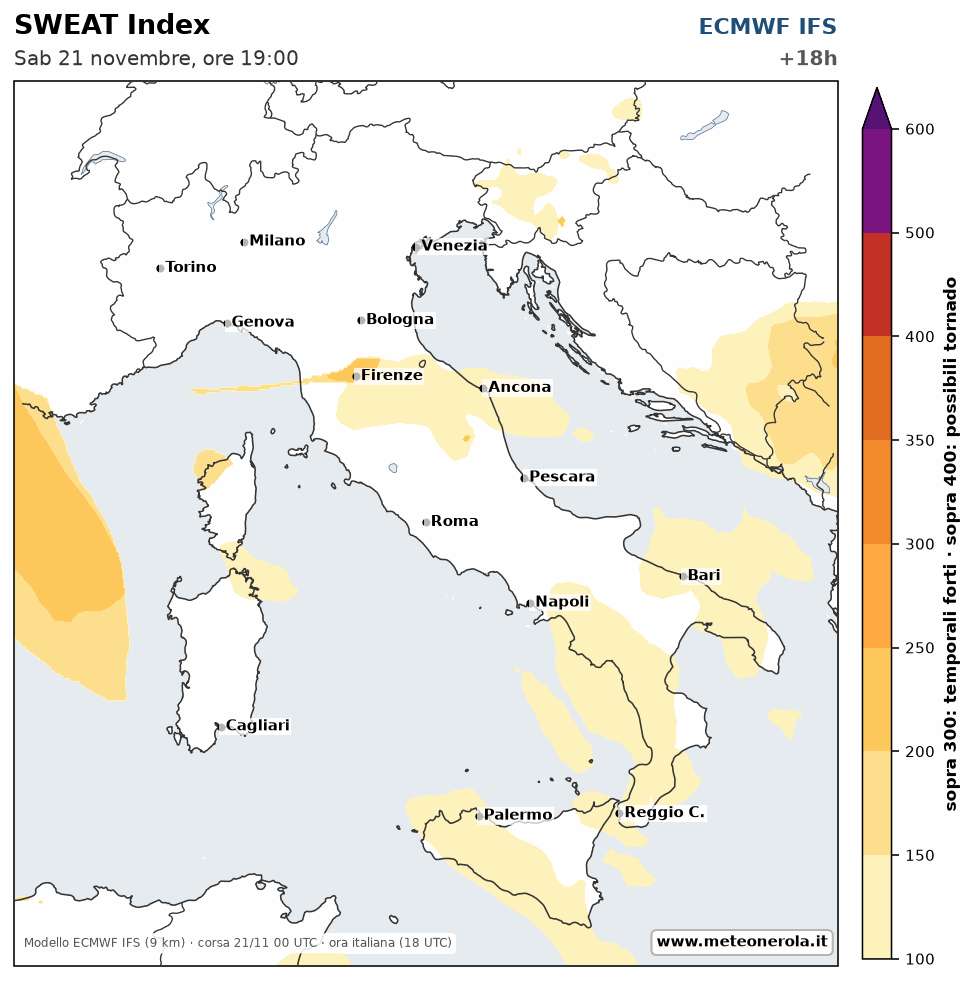 SWEAT Index
ECMWF IFS
Sab 21 novembre, ore 19:00
+18h
Milano
Torino
Venezia
Genova
Bologna
Firenze
Ancona
Pescara
Roma
Bari
Napoli
Cagliari
Palermo
Reggio C.
Modello ECMWF IFS (9 km) · corsa 21/11 00 UTC · ora italiana (18 UTC)
www.meteonerola.it
600
500
400
350
300
250
200
150
100
sopra 300: temporali forti · sopra 400: possibili tornado